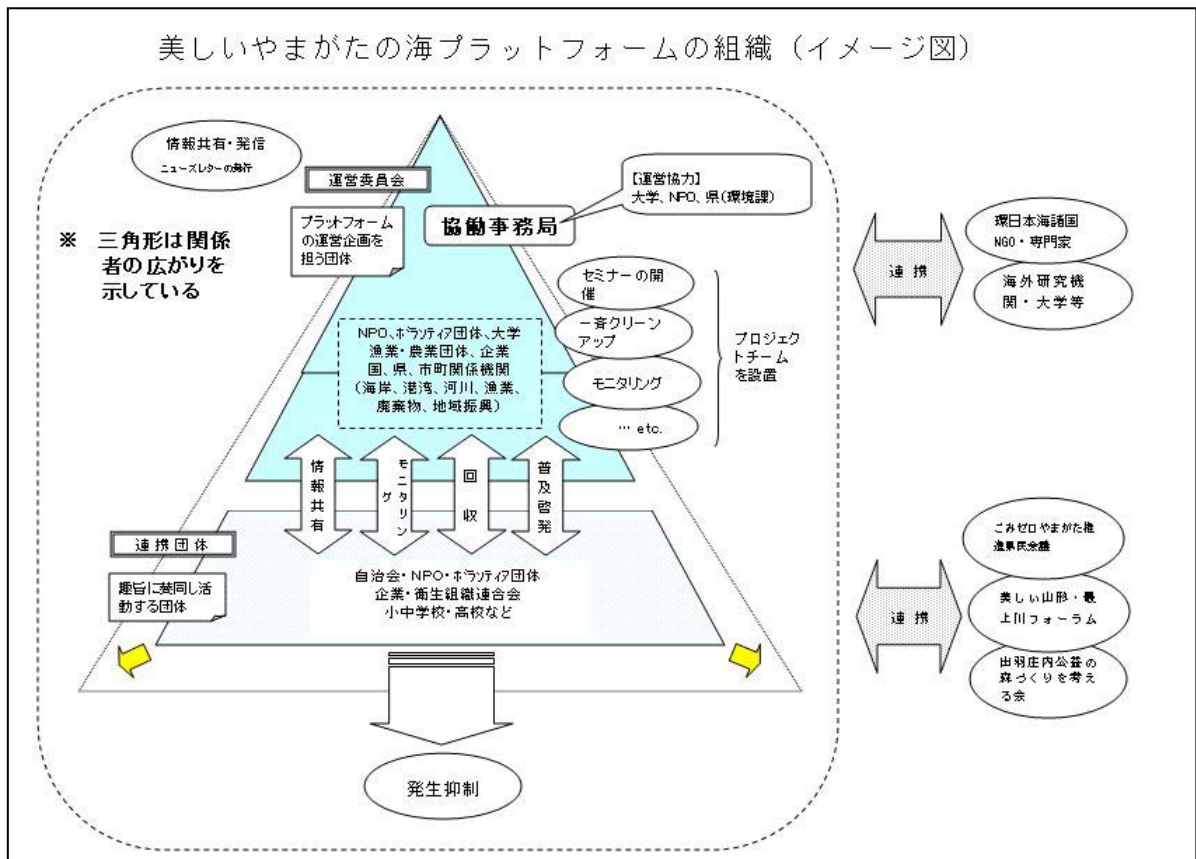 美しいやまがたの海プラットフォームの組織（イメージ図）
情報共有・発信
ニューズレターの発行
運営委員会
プラットフォーム
の運営企画を
担う団体
【運営協力】
大学、NPO、県(環境課)
協働事務局
※　三角形は関係
者の広がりを
示している
セミナーの開
催
一斉クリーン
アップ
モニタリング
… etc.
プロジェク
トチーム
を設置
NPO、ボランティア団体、大学
漁業・農業団体、企業
国、県、市町関係機関
（海岸、港湾、河川、漁業、
廃棄物、地域振興）
情報共有
モニタリング
回収
普及啓発
連携団体
趣旨に賛同し活
動する団体
自治会・NPO・ボランティア団体
企業・衛生組織連合会
小中学校・高校など
発生抑制
連携
環日本海諸国
NGO・専門家
海外研究機
関・大学等
連携
ごみゼロやまがた推
進県民会議
美しい山形・最
上川フォーラム
出羽庄内公益の
森づくりを考え
る会